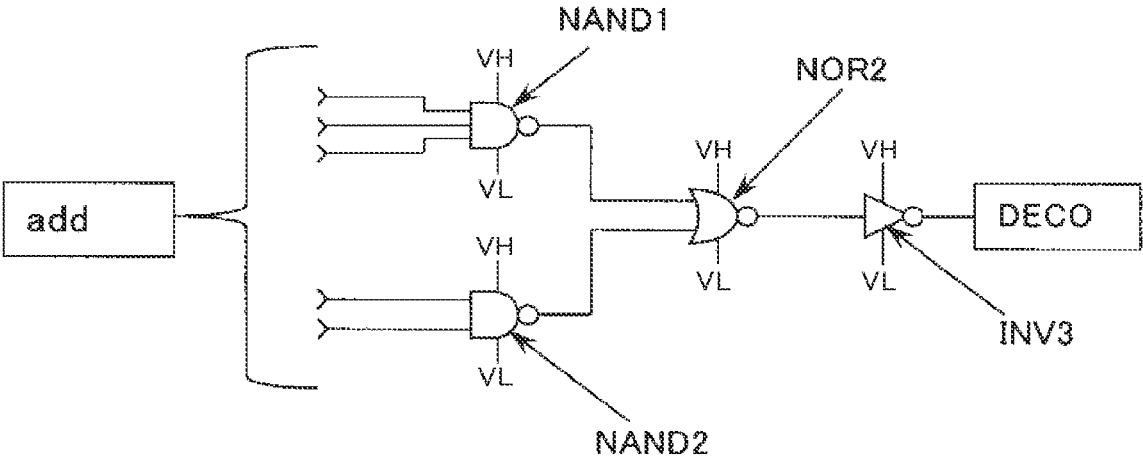 NAND1
VH
NOR2
VL
VH
VH
add
DECO
VH
VL
VL
INV3
VL
NAND2